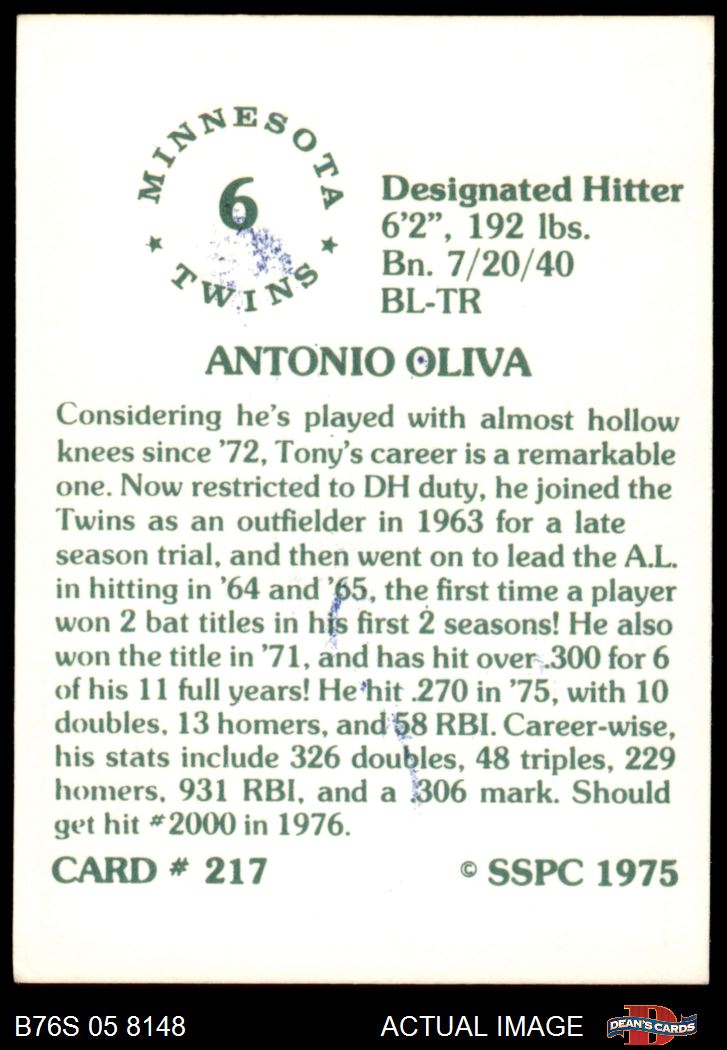 MINNESOTA
6
★ ★
TWINS
Designated Hitter
6'2", 192 lbs.
Bn. 7/20/40
BL-TR
ANTONIO OLIVA
Considering he's played with almost hollow
knees since '72, Tony's career is a remarkable
one. Now restricted to DH duty, he joined the
Twins as an outfielder in 1963 for a late
season trial, and then went on to lead the A.L.
in hitting in '64 and '65, the first time a player
won 2 bat titles in his first 2 seasons! He also
won the title in '71, and has hit over .300 for 6
of his 11 full years! He hit .270 in '75, with 10
doubles, 13 homers, and 58 RBI. Career-wise,
his stats include 326 doubles, 48 triples, 229
homers, 931 RBI, and a .306 mark. Should
get hit #2000 in 1976.
CARD # 217
© SSPC 1975
B76S 05 8148
ACTUAL IMAGE
D
DEAN'S CARDS